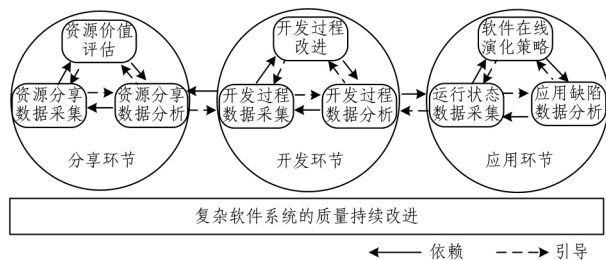 资源价值
评估
资源分享
数据采集
资源分享
数据分析
分享环节
开发过程
改进
开发过程
数据采集
开发过程
数据分析
开发环节
软件在线
演化策略
运行状态
数据采集
应用缺陷
数据分析
应用环节
复杂软件系统的质量持续改进
依赖
引导